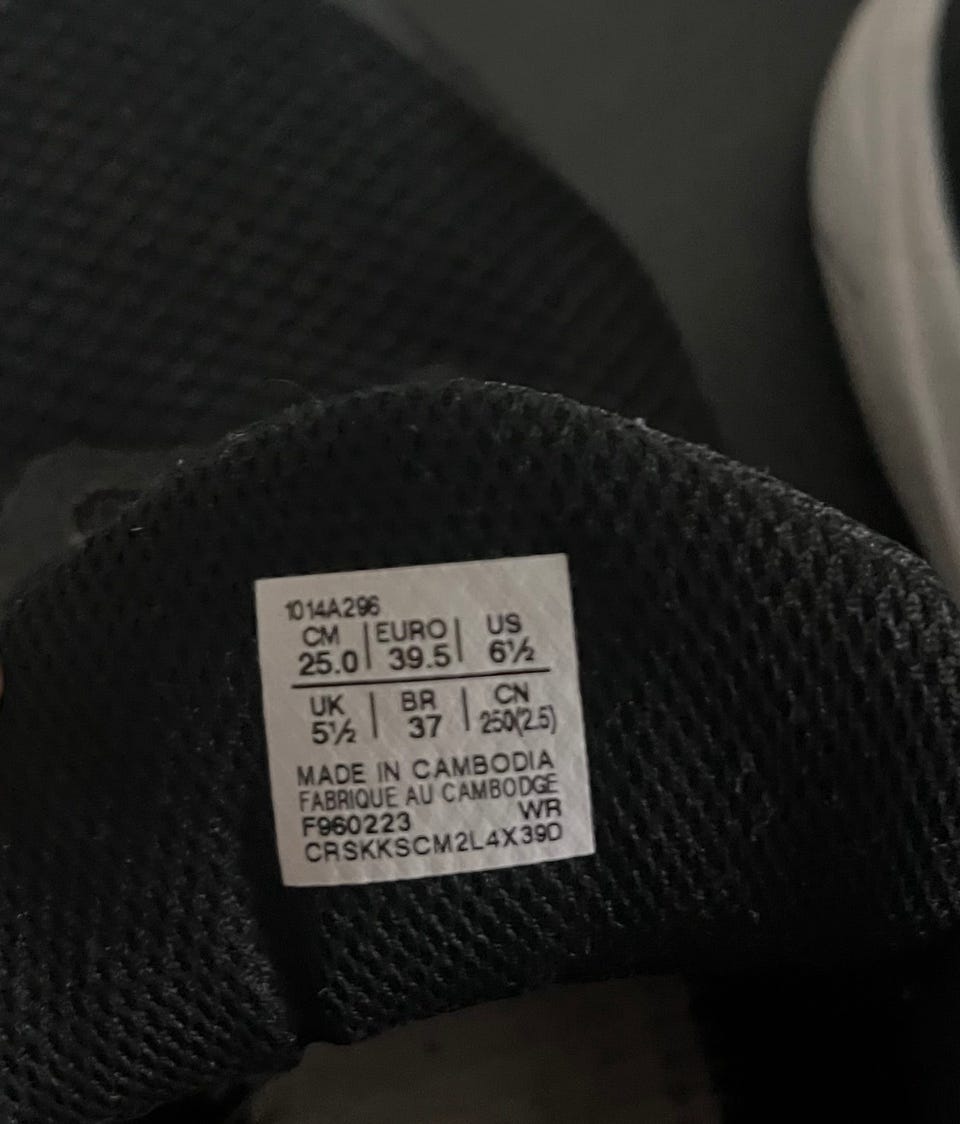 1014A296
CM | EURO | US
25.0 | 39.5 | 6½
UK | BR | CN
5½ | 37 | 250(2.5)
MADE IN CAMBODIA
FABRIQUE AU CAMBODGE
F960223 WR
CRSKKSCM2L4X39D